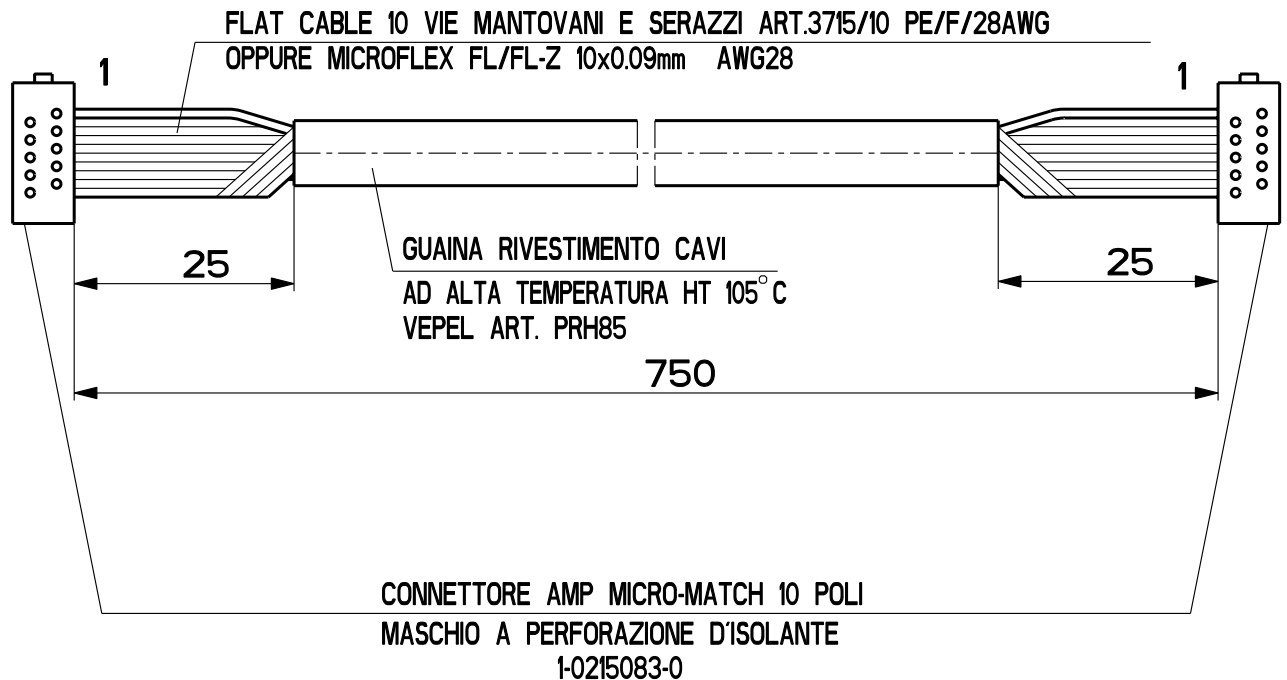 FLAT CABLE 10 VIE MANTOVANI E SERAZZI ART.3715/10 PE/F/28AWG
OPPURE MICROFLEX FL/FL-Z 10x0.09mm AWG28
1
1
GUAINA RIVESTIMENTO CAVI
AD ALTA TEMPERATURA HT 105°C
VEPEL ART. PRH85
25
25
750
CONNETTORE AMP MICRO-MATCH 10 POLI
MASCHIO A PERFORAZIONE D'ISOLANTE
1-0215083-0